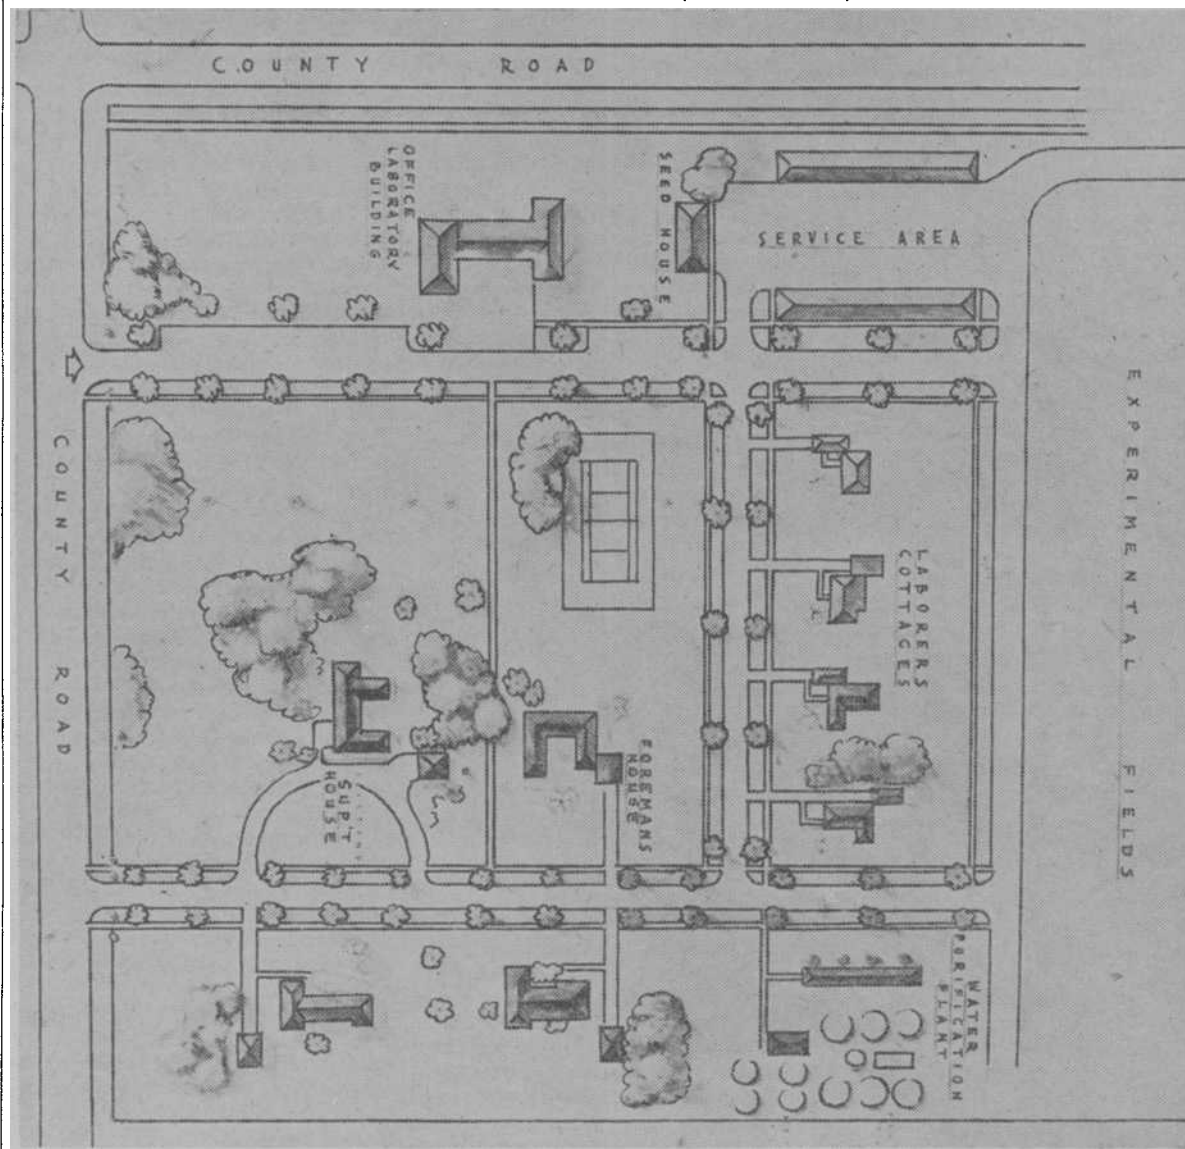 COUNTY ROAD
OFFICE
LABORATORY
BUILDING
SEED HOUSE
SERVICE AREA
COUNTY ROAD
EXPERIMENTAL FIELDS
LABORERS
COTTAGES
SUP'T
HOUSE
FOREMANS
HOUSE
WATER
PURIFICATION
PLANT